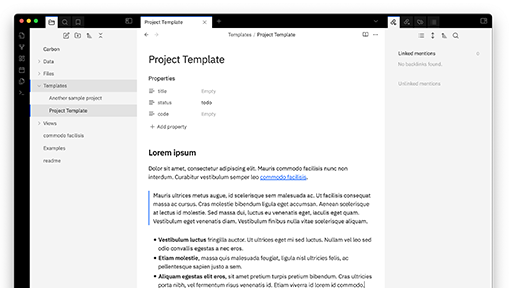 Project Template
Templates / Project Template
Carbon
Data
Files
Templates
Another sample project
Project Template
Views
commodo facilisis
Examples
readme
Project Template
Properties
title Empty
status todo
code Empty
+ Add property
Lorem ipsum
Dolor sit amet, consectetur adipiscing elit. Mauris commodo facilisis nunc non
interdum. Curabitur vestibulum semper leo commodo facilisis.
Mauris ultrices metus augue, id scelerisque sem malesuada ac. Ut facilisis consequat
massa ac cursus. Cras molestie bibendum ligula eget accumsan. Aenean scelerisque
at lectus id molestie. Sed massa dui, luctus eu venenatis eget, iaculis eget quam.
Vestibulum eget venenatis diam. Vestibulum finibus nulla vitae scelerisque aliquam.
• Vestibulum luctus fringilla auctor. Ut ultrices eget mi sed luctus. Nullam vel leo sed
odio convallis egestas a nec eros.
• Etiam molestie, massa quis malesuada feugiat, ligula nisl ultricies felis, ac
pellentesque sapien justo a sem.
• Aliquam egestas elit eros, sit amet pretium turpis pretium bibendum. Cras ultricies
porta nibh, vel fermentum risus venenatis id. Etiam viverra id lorem id commodo.
Linked mentions
No backlinks found.
Unlinked mentions